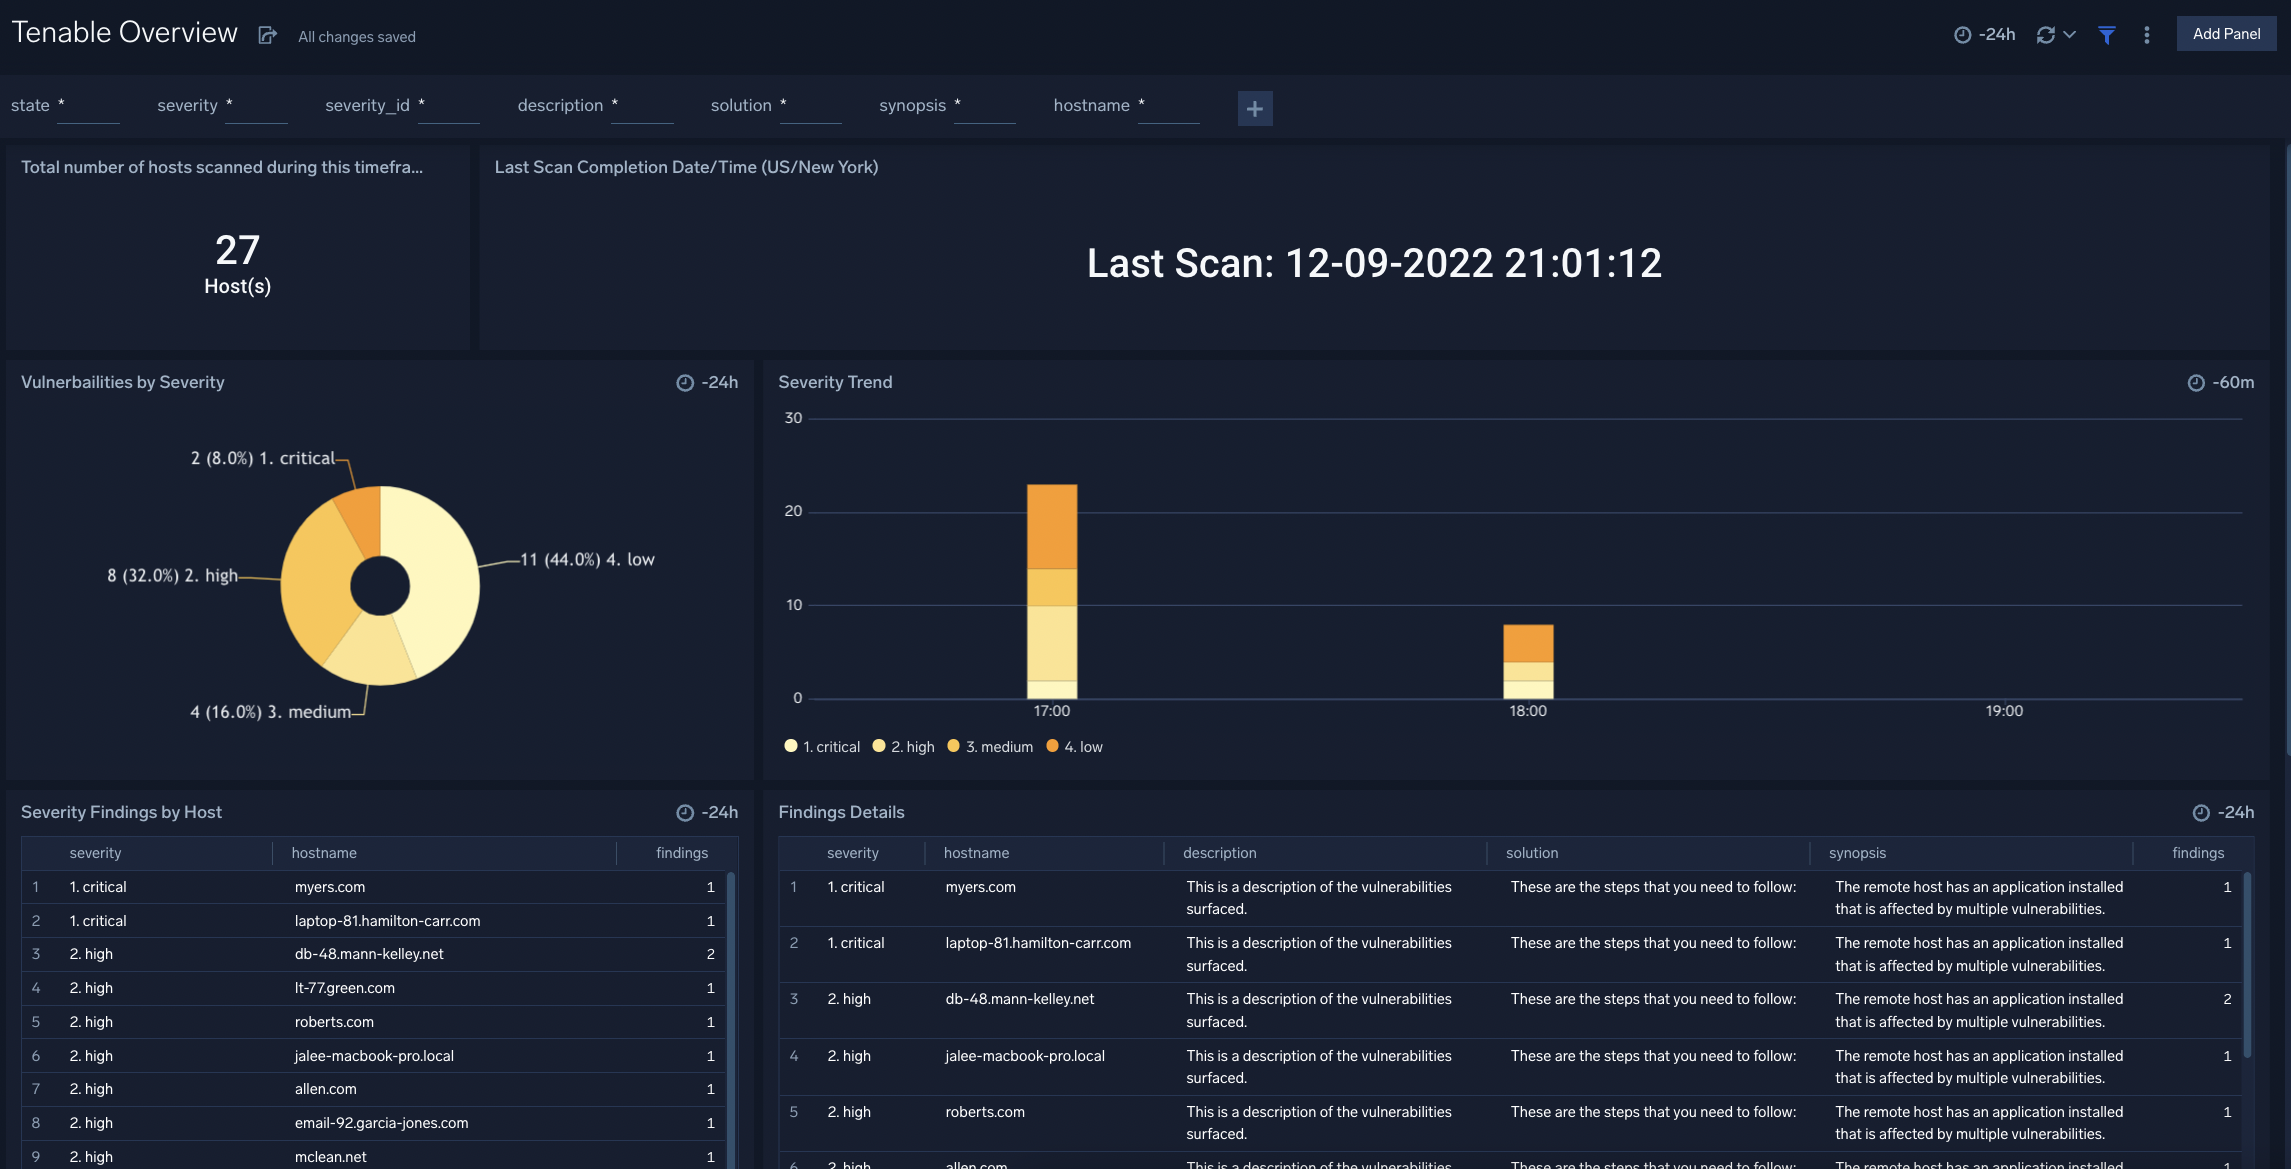 Tenable Overview
All changes saved
-24h
Add Panel
state *
severity *
severity_id *
description *
solution *
synopsis *
hostname *
Total number of hosts scanned during this timefra...
27
Host(s)
Last Scan Completion Date/Time (US/New York)
Last Scan: 12-09-2022 21:01:12
Vulnerbailities by Severity
-24h
2 (8.0%) 1. critical
11 (44.0%) 4. low
8 (32.0%) 2. high
4 (16.0%) 3. medium
Severity Trend
-60m
30
20
10
0
17:00
18:00
19:00
1. critical
2. high
3. medium
4. low
Severity Findings by Host
-24h
severity hostname findings
1 1. critical myers.com 1
2 1. critical laptop-81.hamilton-carr.com 1
3 2. high db-48.mann-kelley.net 2
4 2. high lt-77.green.com 1
5 2. high roberts.com 1
6 2. high jalee-macbook-pro.local 1
7 2. high allen.com 1
8 2. high email-92.garcia-jones.com 1
9 2. high mclean.net 1
Findings Details
-24h
severity hostname description solution synopsis findings
1 1. critical myers.com This is a description of the vulnerabilities These are the steps that you need to follow: The remote host has an application installed 1
surfaced. that is affected by multiple vulnerabilities.
2 1. critical laptop-81.hamilton-carr.com This is a description of the vulnerabilities These are the steps that you need to follow: The remote host has an application installed 1
surfaced. that is affected by multiple vulnerabilities.
3 2. high db-48.mann-kelley.net This is a description of the vulnerabilities These are the steps that you need to follow: The remote host has an application installed 2
surfaced. that is affected by multiple vulnerabilities.
4 2. high jalee-macbook-pro.local This is a description of the vulnerabilities These are the steps that you need to follow: The remote host has an application installed 1
surfaced. that is affected by multiple vulnerabilities.
5 2. high roberts.com This is a description of the vulnerabilities These are the steps that you need to follow: The remote host has an application installed 1
surfaced. that is affected by multiple vulnerabilities.
6 2. high allen.com This is a description of the vulnerabilities These are the steps that you need to follow: The remote host has an application installed 1